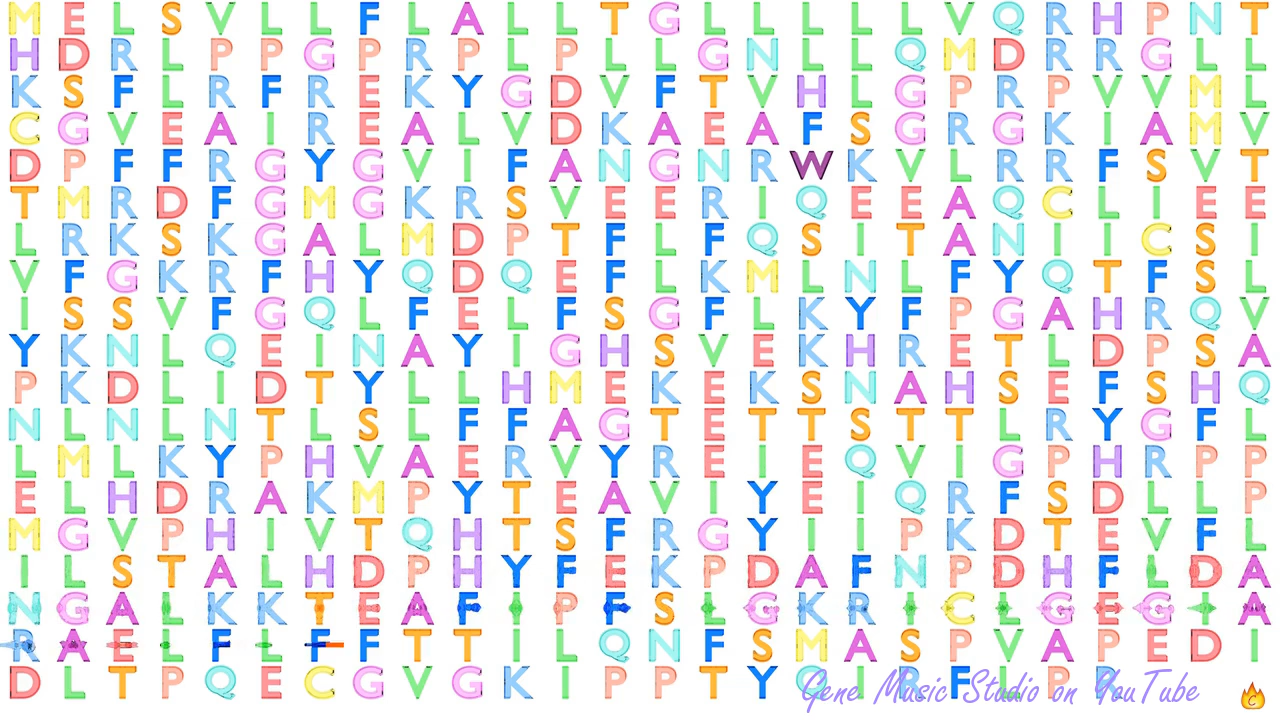 M E L S V L L F L A L L T G L L L L L V Q R H P N T
H D R L P P G P R P L P L L G N L L Q M D R R G L L
K S F L R F R E K Y G D V F T V H L G P R P V V M L
C G V E A I R E A L V D K A E A F S G R G K I A M V
D P F F R G Y G V I F A N G N R W K V L R R F S V T
T M R D F G M G K R S V E E R I Q E E A Q C L I E E
L R K S K G A L M D P T F L F Q S I T A N I I C S I
V F G K R F H Y Q D Q E F L K M L N L F Y Q T F S L
I S S V F G Q L F E L F S G F L K Y F P G A H R Q V
Y K N L Q E I N A Y I G H S V E K H R E T L D P S A
P K D L I D T Y L L H M E K E K S N A H S E F S H Q
N L N L N T L S L F F A G T E T T S T T L R Y G F L
L M L K Y P H V A E R V Y R E I E Q V I G P H R P P
E L H D R A K M P Y T E A V I Y E I Q R F S D L L P
M G V P H I V T Q H T S F R G Y I I P K D T E V F L
I L S T A L H D P H Y F E K P D A F N P D H F L D A
N G A L K K T E A F I P F S L G K R I C L G E G I A
R A E L F L F F T T I L Q N F S M A S P V A P E D I
D L T P Q E C G V G K I P P T Y Q I R F L P R
Gene Music Studio on YouTube
C